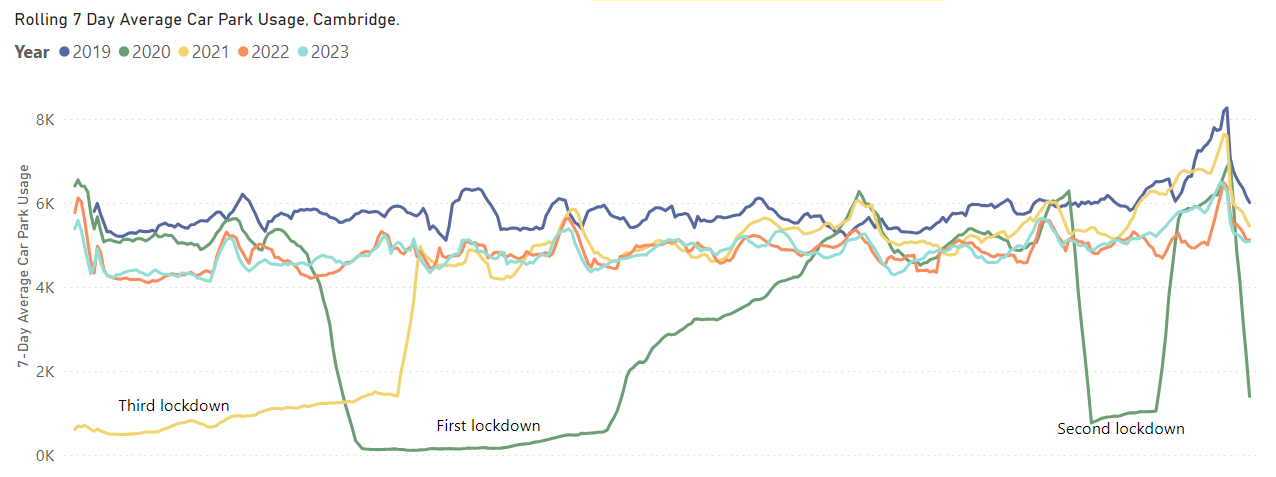 Rolling 7 Day Average Car Park Usage, Cambridge.
Year 2019 2020 2021 2022 2023
7-Day Average Car Park Usage
8K
6K
4K
2K
0K
Third lockdown
First lockdown
Second lockdown